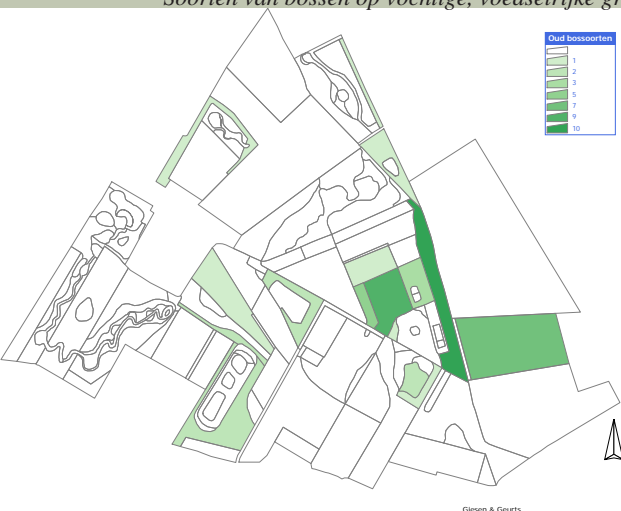 Soorten van bossen op vochtige, voedselrijke gr
Oud bossoorten
1
2
3
5
7
9
10
Giesen & Geurts